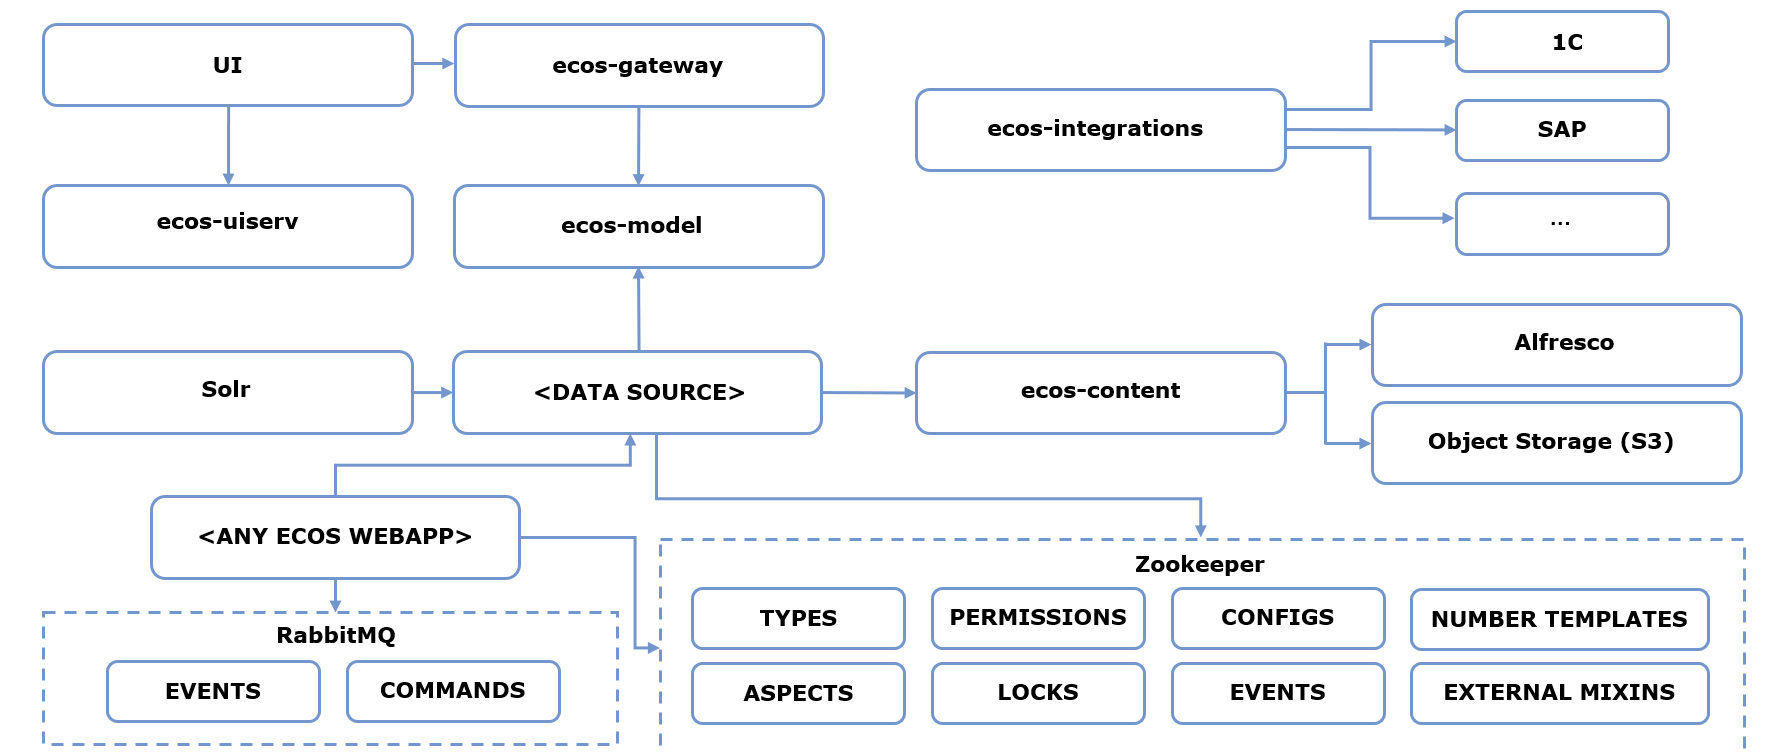 UI
ecos-gateway
1C
ecos-integrations
SAP
ecos-uiserv
ecos-model
...
Solr
<DATA SOURCE>
ecos-content
Alfresco
Object Storage (S3)
<ANY ECOS WEBAPP>
Zookeeper
TYPES
PERMISSIONS
CONFIGS
NUMBER TEMPLATES
ASPECTS
LOCKS
EVENTS
EXTERNAL MIXINS
RabbitMQ
EVENTS
COMMANDS